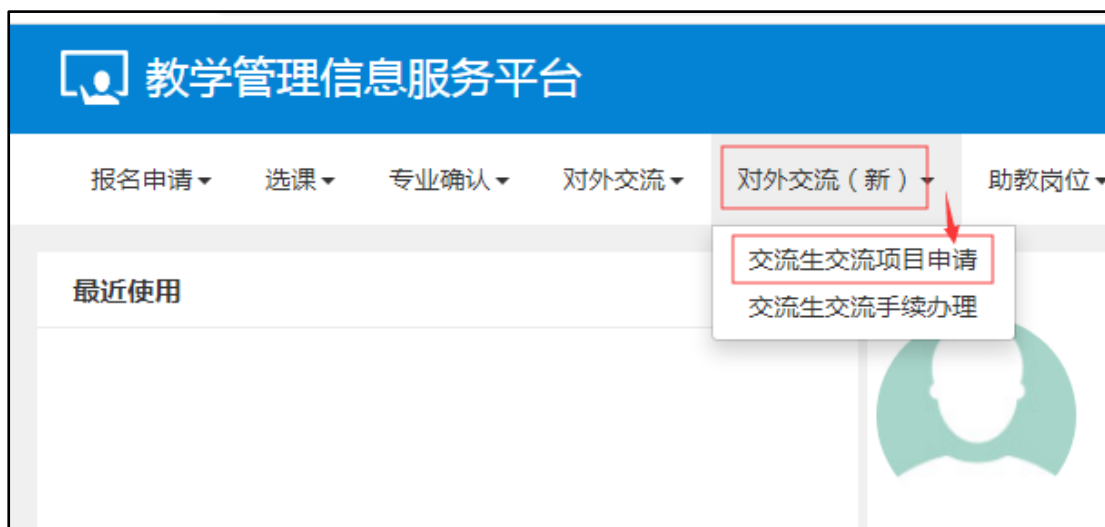 教学管理信息服务平台
报名申请 选课 专业确认 对外交流 对外交流（新） 助教岗位
交流生交流项目申请
最近使用
交流生交流手续办理